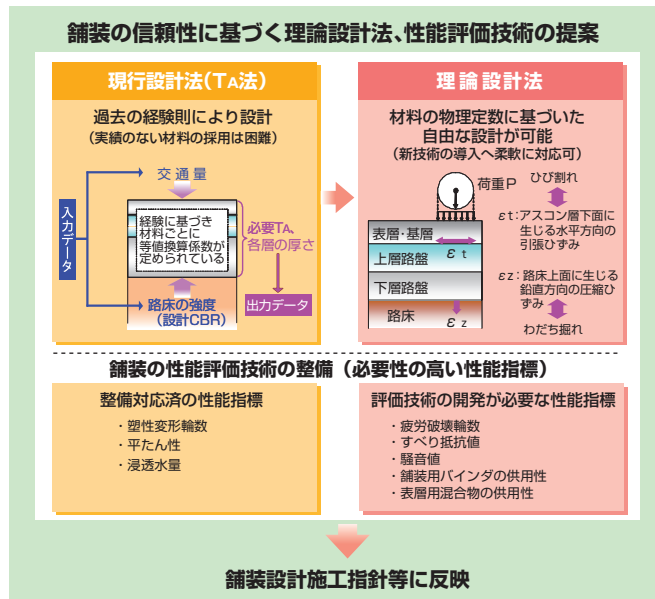 舗装の信頼性に基づく理論設計法、性能評価技術の提案
現行設計法(TA法)
過去の経験則により設計
(実績のない材料の採用は困難)
入力データ
交通量
経験に基づき
材料ごとに
等値換算係数が
定められている
必要TA、
各層の厚さ
路床の強度
(設計CBR)
出力データ
理論設計法
材料の物理定数に基づいた
自由な設計が可能
(新技術の導入へ柔軟に対応可)
荷重P
ひび割れ
表層・基層
εt
上層路盤
下層路盤
路床
εz
εt:アスコン層下面に
生じる水平方向の
引張ひずみ
εz:路床上面に生じる
鉛直方向の圧縮ひ
ずみ
わだち掘れ
舗装の性能評価技術の整備(必要性の高い性能指標)
整備対応済の性能指標
・塑性変形輪数
・平たん性
・浸透水量
評価技術の開発が必要な性能指標
・疲労破壊輪数
・すべり抵抗値
・騒音値
・舗装用バインダの供用性
・表層用混合物の供用性
舗装設計施工指針等に反映